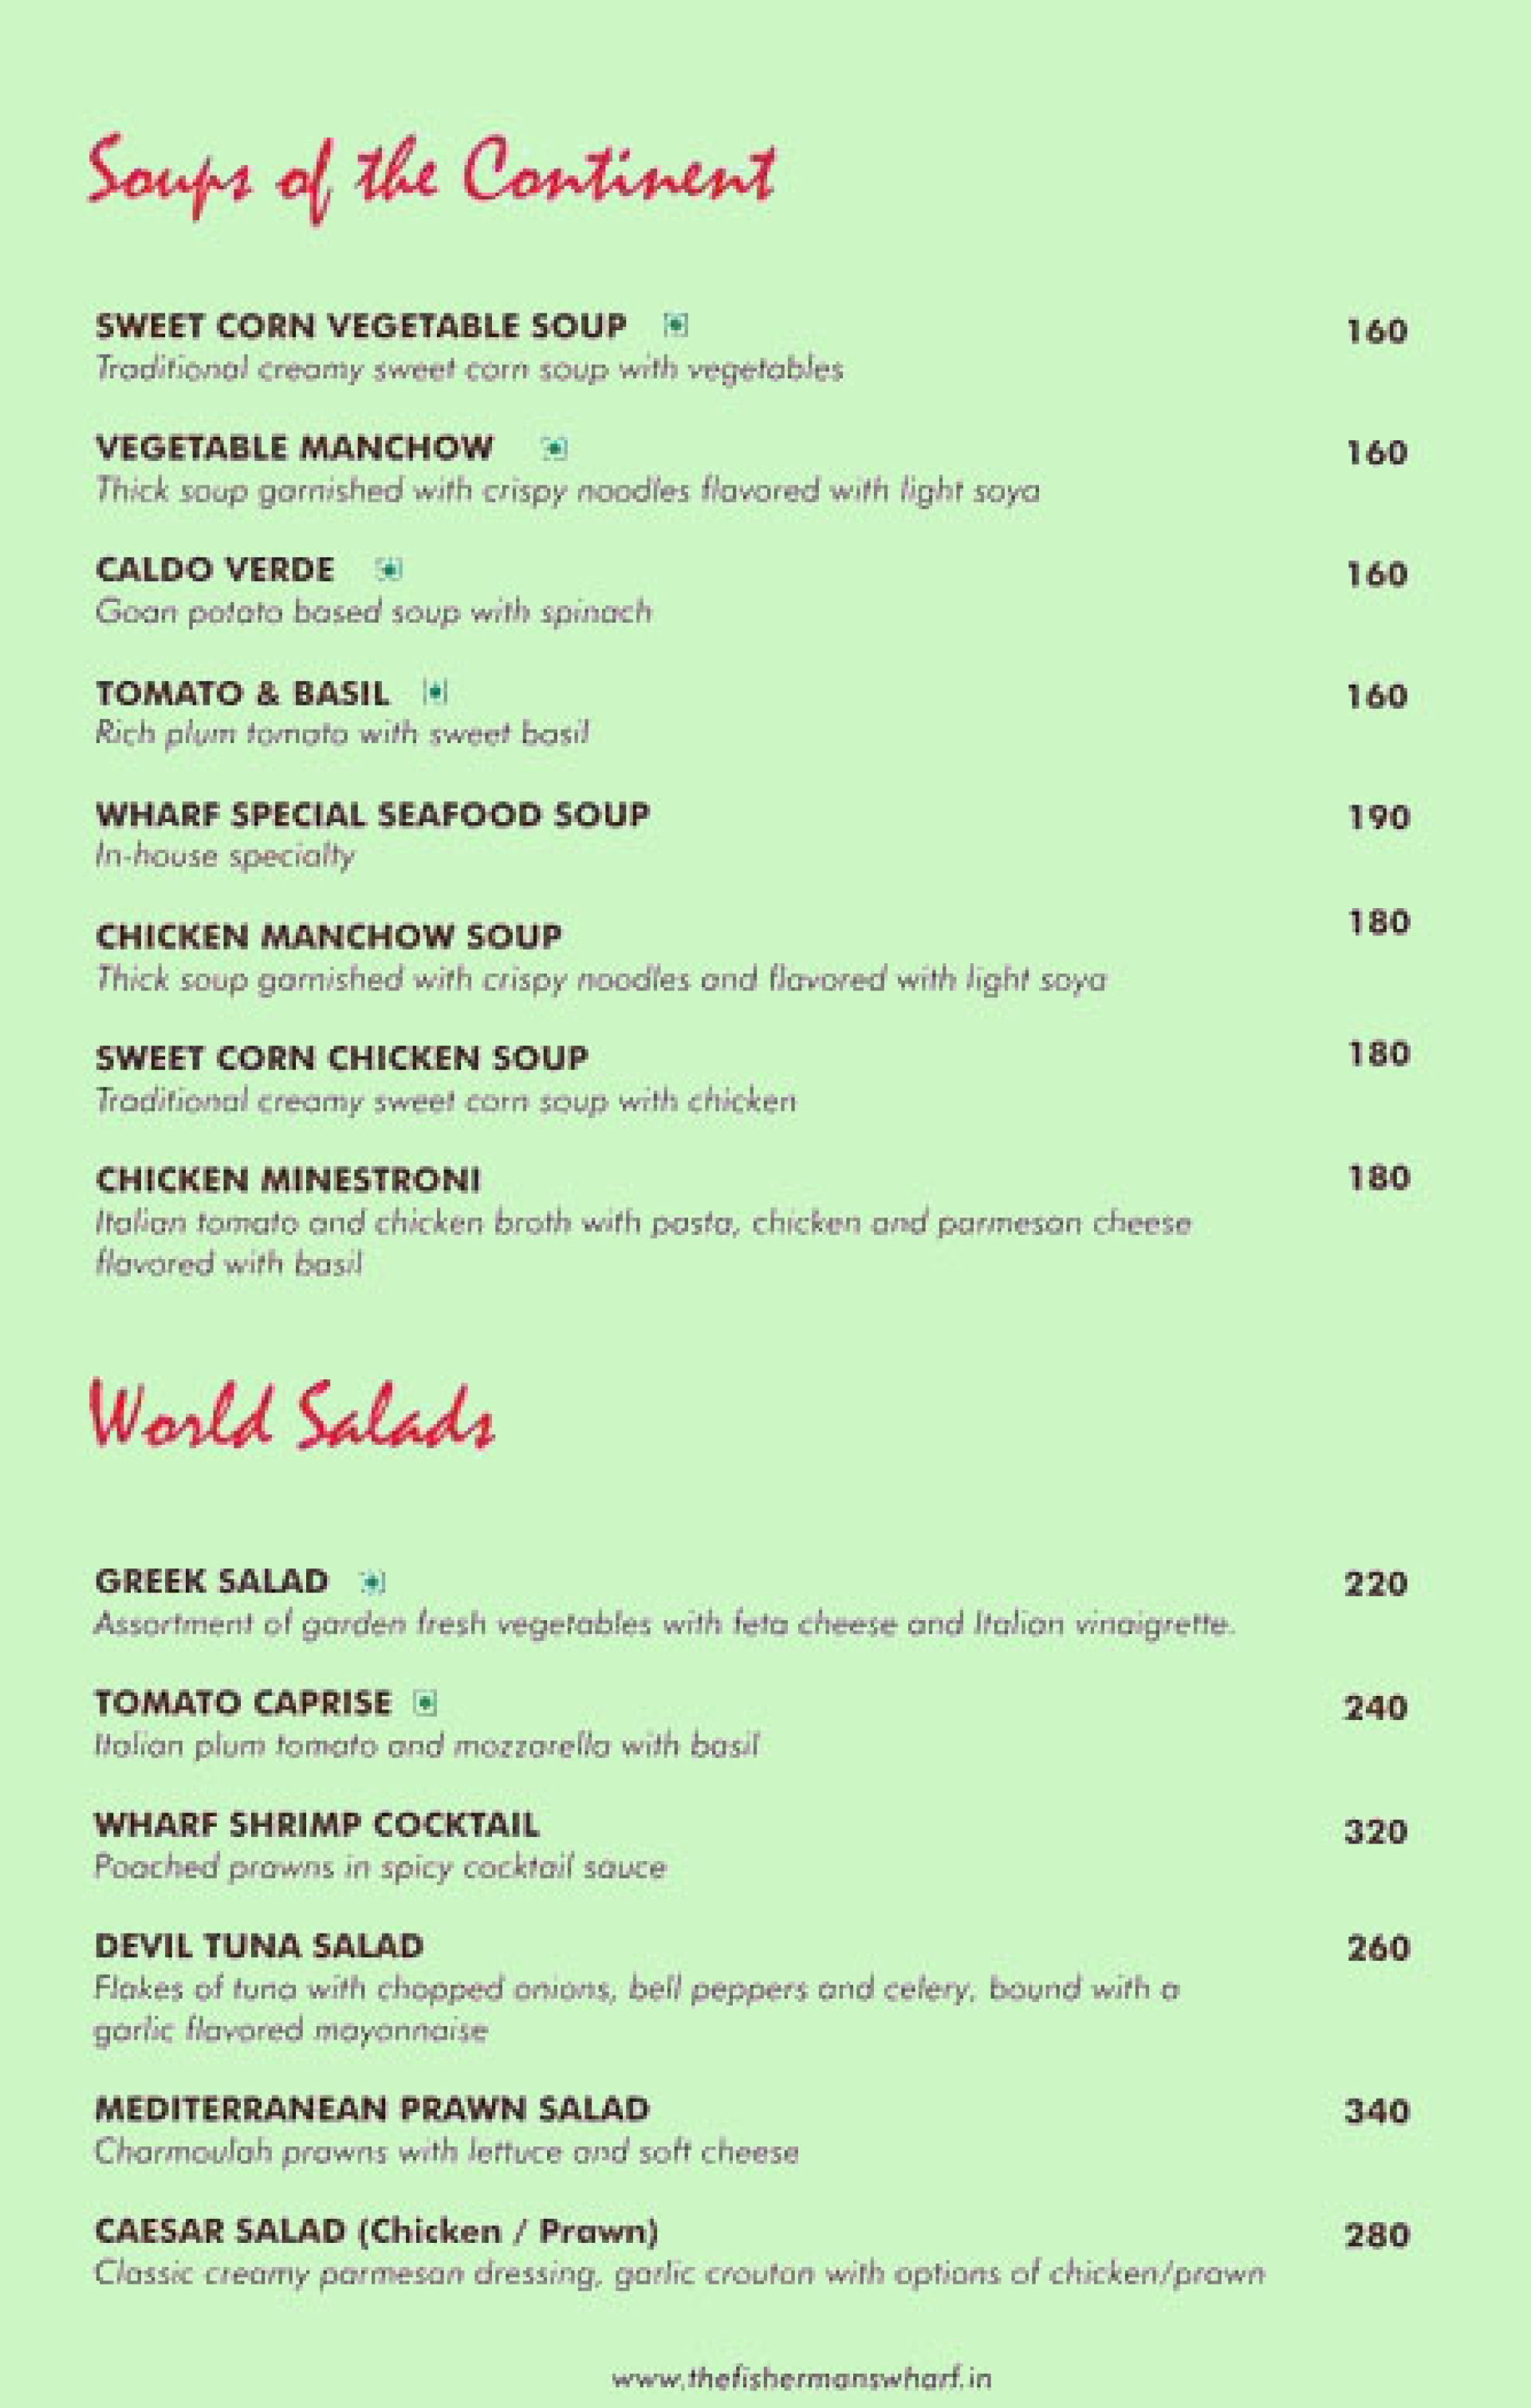 Soups of the Continent
SWEET CORN VEGETABLE SOUP 160
Traditional creamy sweet corn soup with vegetables
VEGETABLE MANCHOW 160
Thick soup garnished with crispy noodles flavored with light soya
CALDO VERDE 160
Goan potato based soup with spinach
TOMATO & BASIL 160
Rich plum tomato with sweet basil
WHARF SPECIAL SEAFOOD SOUP 190
In-house specialty
CHICKEN MANCHOW SOUP 180
Thick soup garnished with crispy noodles and flavored with light soya
SWEET CORN CHICKEN SOUP 180
Traditional creamy sweet corn soup with chicken
CHICKEN MINESTRONI 180
Italian tomato and chicken broth with pasta, chicken and parmesan cheese
flavored with basil
World Salads
GREEK SALAD 220
Assortment of garden fresh vegetables with feta cheese and Italian vinaigrette.
TOMATO CAPRISE 240
Italian plum tomato and mozzarella with basil
WHARF SHRIMP COCKTAIL 320
Poached prawns in spicy cocktail sauce
DEVIL TUNA SALAD 260
Flakes of tuna with chopped onions, bell peppers and celery, bound with a
garlic flavored mayonnaise
MEDITERRANEAN PRAWN SALAD 340
Charmoulah prawns with lettuce and soft cheese
CAESAR SALAD (Chicken / Prawn) 280
Classic creamy parmesan dressing, garlic crouton with options of chicken/prawn
www.thefishermanswharf.in